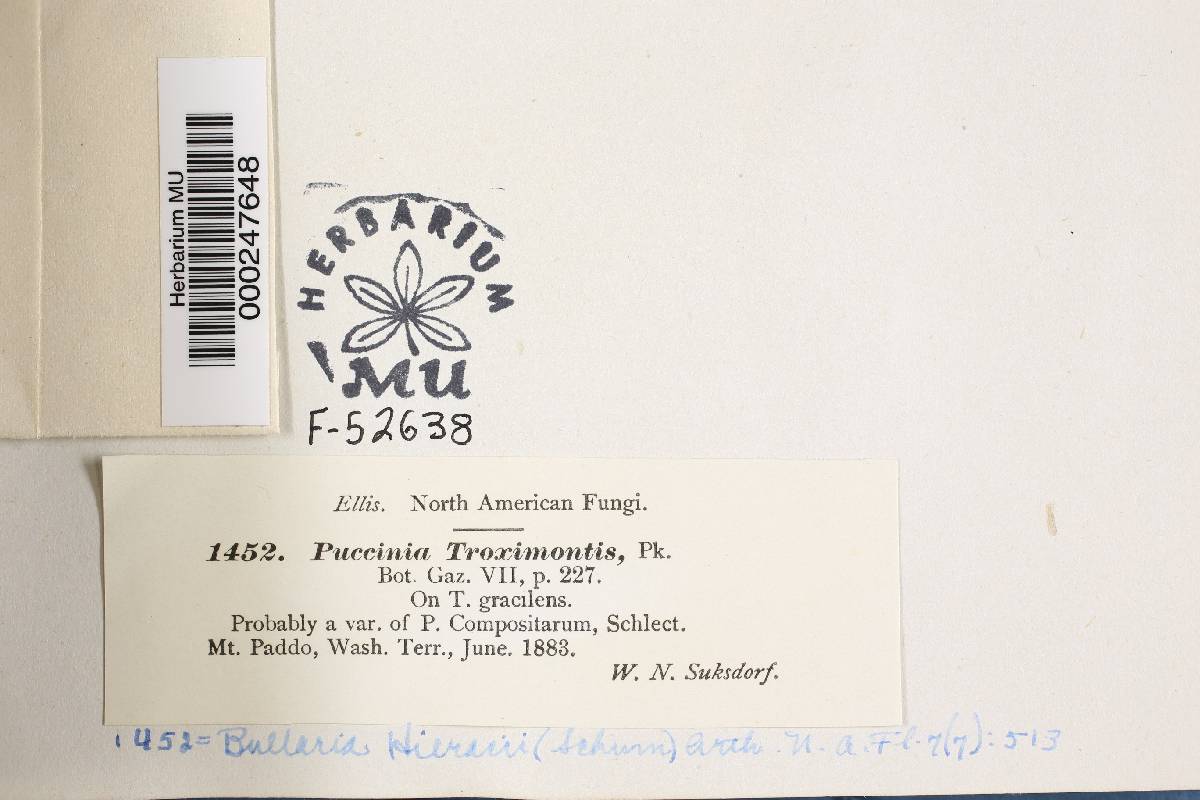 Herbarium MU
000247648
HERBARIUM
MU
F-52638
Ellis. North American Fungi.
1452. Puccinia Troximontis, Pk.
Bot. Gaz. VII, p. 227.
On T. gracilens.
Probably a var. of P. Compositarum, Schlect.
Mt. Paddo, Wash. Terr., June. 1883.
W. N. Suksdorf.
1452 = Bullaria Hieracii (Schum) Arth. N. A. Fl. 7(7): 513